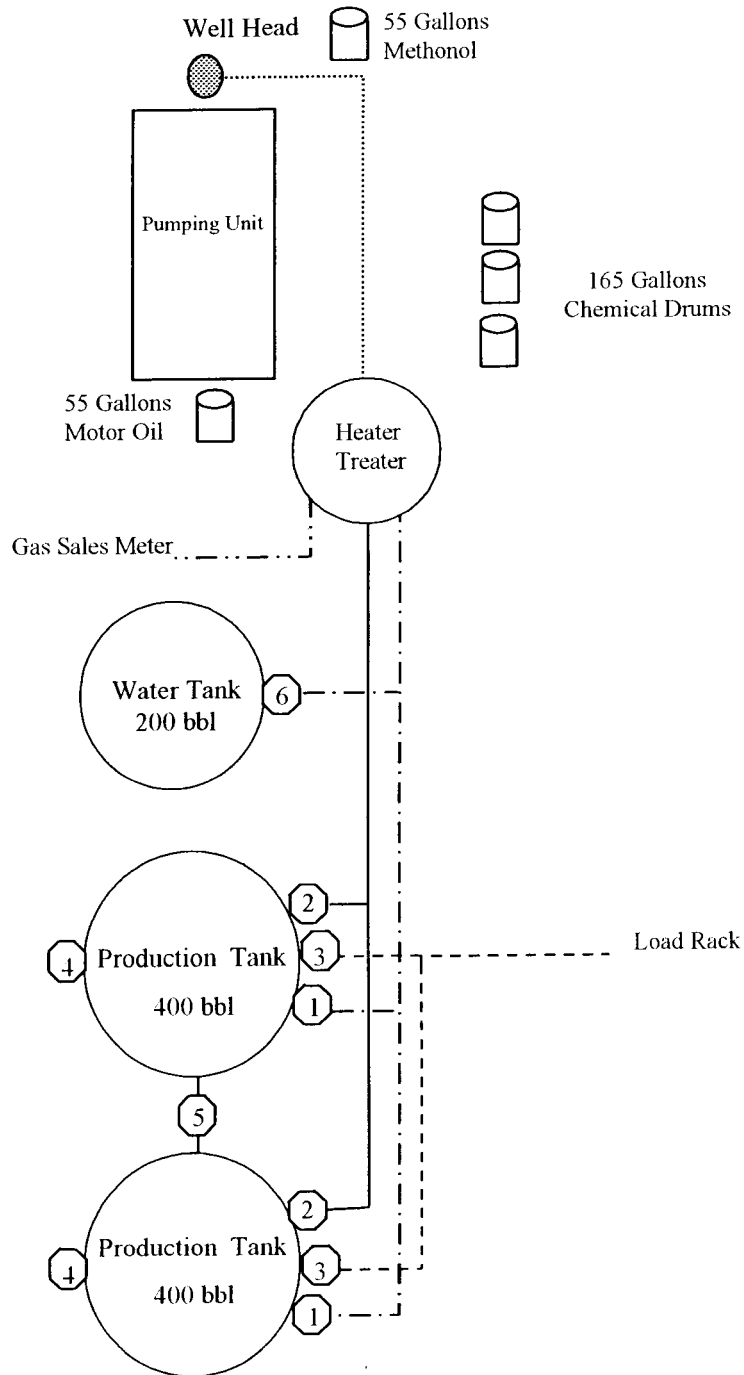 Well Head
55 Gallons
Methonol
Pumping Unit
165 Gallons
Chemical Drums
55 Gallons
Motor Oil
Heater
Treater
Gas Sales Meter
Water Tank
200 bbl
6
2
3
Load Rack
4
Production Tank
400 bbl
1
5
2
Production Tank
4
3
400 bbl
1